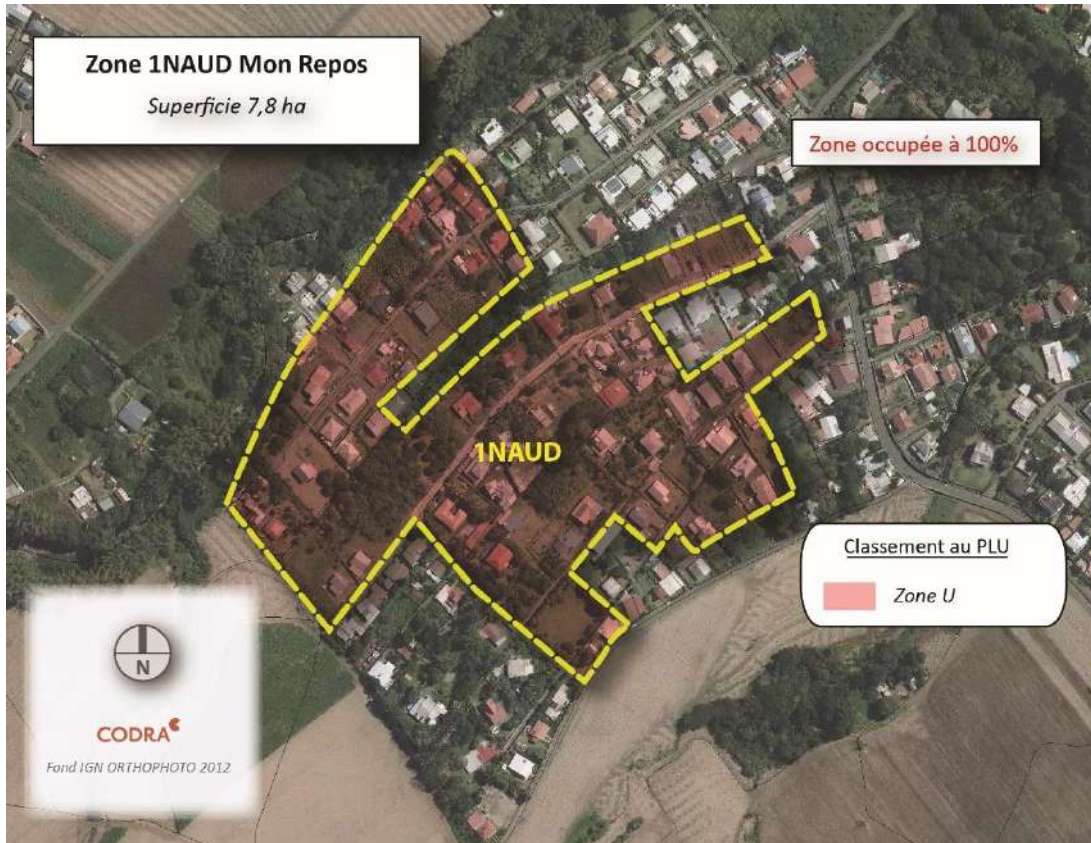 Zone 1NAUD Mon Repos
Superficie 7,8 ha
Zone occupée à 100%
1NAUD
Classement au PLU
Zone U
N
CODRA
Fond IGN ORTHOPHOTO 2012